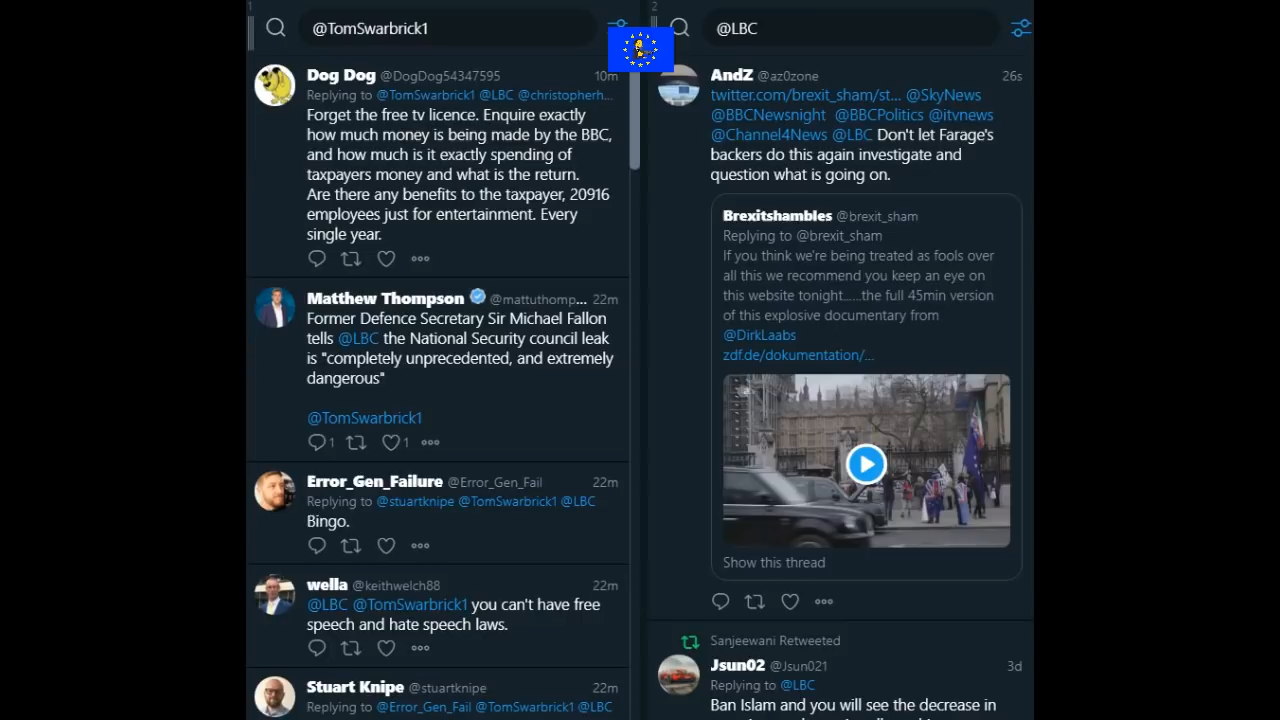 1
@TomSwarbrick1
Dog Dog @DogDog54347595 10m
Replying to @TomSwarbrick1 @LBC @christopherh...
Forget the free tv licence. Enquire exactly
how much money is being made by the BBC,
and how much is it exactly spending of
taxpayers money and what is the return.
Are there any benefits to the taxpayer, 20916
employees just for entertainment. Every
single year.
Matthew Thompson @mattuthomp... 22m
Former Defence Secretary Sir Michael Fallon
tells @LBC the National Security council leak
is "completely unprecedented, and extremely
dangerous"
@TomSwarbrick1
1 1
Error_Gen_Failure @Error_Gen_Fail 22m
Replying to @stuartknipe @TomSwarbrick1 @LBC
Bingo.
wella @keithwelch88 22m
@LBC @TomSwarbrick1 you can't have free
speech and hate speech laws.
Stuart Knipe @stuartknipe 22m
Replying to @Error_Gen_Fail @TomSwarbrick1 @LBC
2
@LBC
AndZ @az0zone 26s
twitter.com/brexit_sham/st... @SkyNews
@BBCNewsnight @BBCPolitics @itvnews
@Channel4News @LBC Don't let Farage's
backers do this again investigate and
question what is going on.
Brexitshambles @brexit_sham
Replying to @brexit_sham
If you think we're being treated as fools over
all this we recommend you keep an eye on
this website tonight......the full 45min version
of this explosive documentary from
@DirkLaabs
zdf.de/dokumentation/...
Show this thread
Sanjeewani Retweeted
Jsun02 @Jsun021 3d
Replying to @LBC
Ban Islam and you will see the decrease in